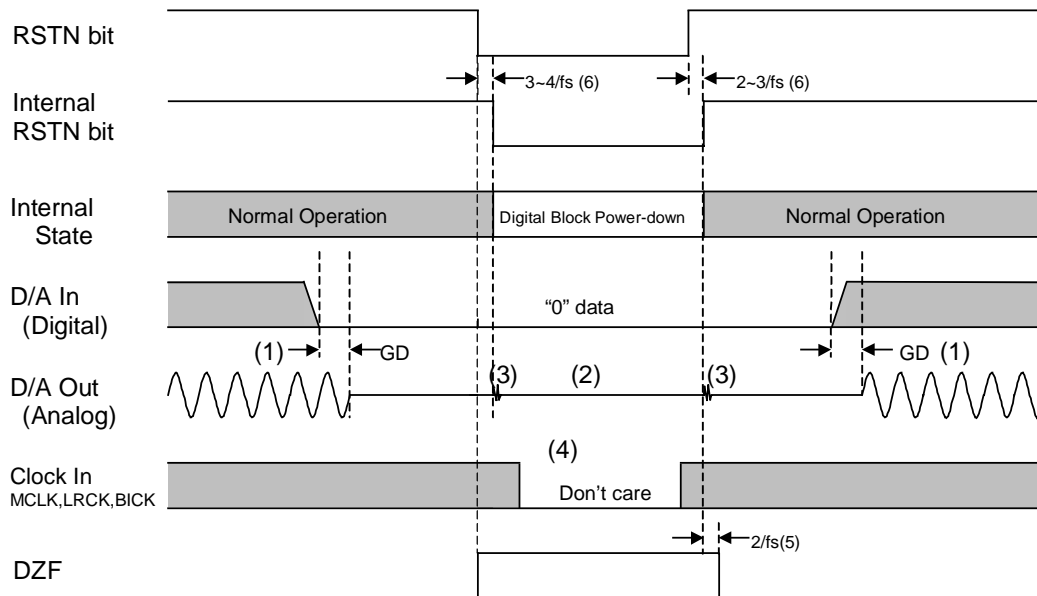 RSTN bit
3~4/fs (6)
2~3/fs (6)
Internal
RSTN bit
Internal
State
Normal Operation
Digital Block Power-down
Normal Operation
D/A In
(Digital)
“0” data
(1)
GD
GD
(1)
D/A Out
(Analog)
(3)
(2)
(3)
(4)
Clock In
MCLK,LRCK,BICK
Don’t care
2/fs(5)
DZF